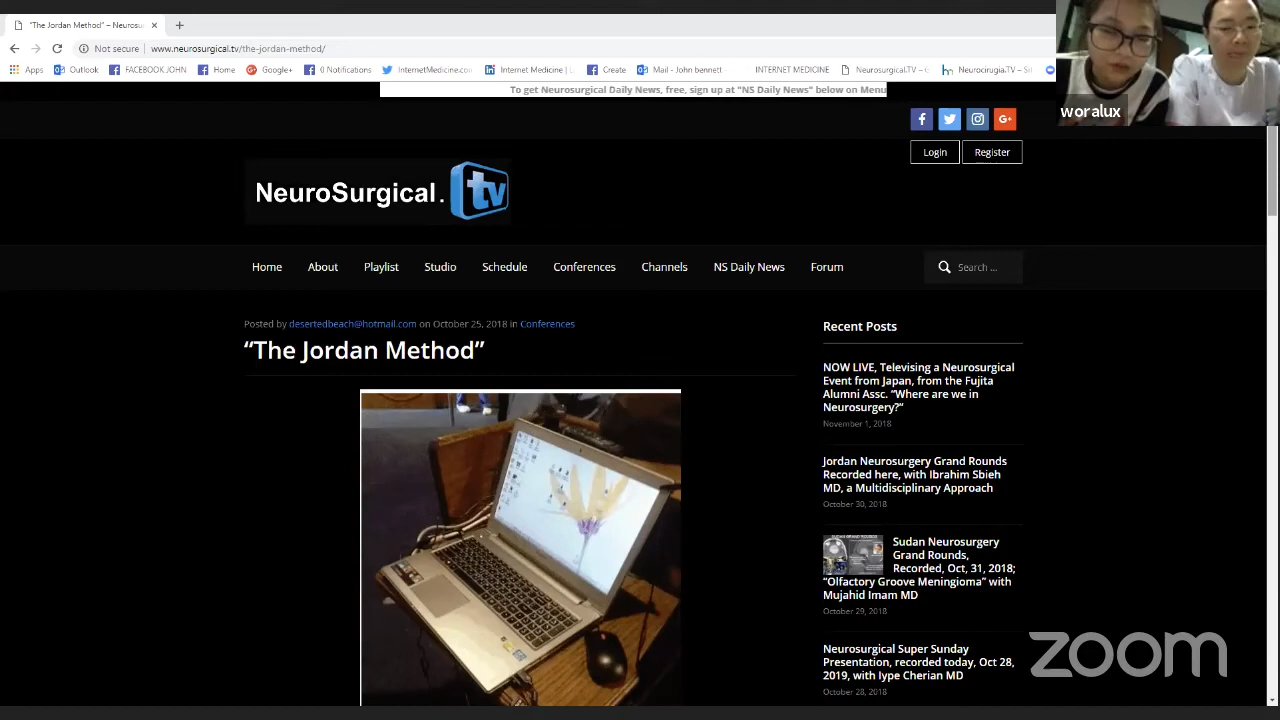 "The Jordan Method" – Neurosu
Not secure
www.neurosurgical.tv/the-jordan-method/
Apps
Outlook
FACEBOOK JOHN
Home
Google+
0 Notifications
InternetMedicine.co
Internet Medicine | L
Create
Mail - John bennett
INTERNET MEDICINE
Neurosurgical.TV –
Neurocirugia.TV –
woralux
To get Neurosurgical Daily News, free, sign up at "NS Daily News" below on Menu
Login
Register
NeuroSurgical.tv
Home
About
Playlist
Studio
Schedule
Conferences
Channels
NS Daily News
Forum
Search ...
Posted by desertedbeach@hotmail.com on October 25, 2018 in Conferences
“The Jordan Method”
Recent Posts
NOW LIVE, Televising a Neurosurgical
Event from Japan, from the Fujita
Alumni Assc. “Where are we in
Neurosurgery?”
November 1, 2018
Jordan Neurosurgery Grand Rounds
Recorded here, with Ibrahim Sbieh
MD, a Multidisciplinary Approach
October 30, 2018
Sudan Neurosurgery
Grand Rounds,
Recorded, Oct, 31, 2018;
“Olfactory Groove Meningioma” with
Mujahid Imam MD
October 29, 2018
Neurosurgical Super Sunday
Presentation, recorded today, Oct 28,
2019, with Iype Cherian MD
October 28, 2018
zoom